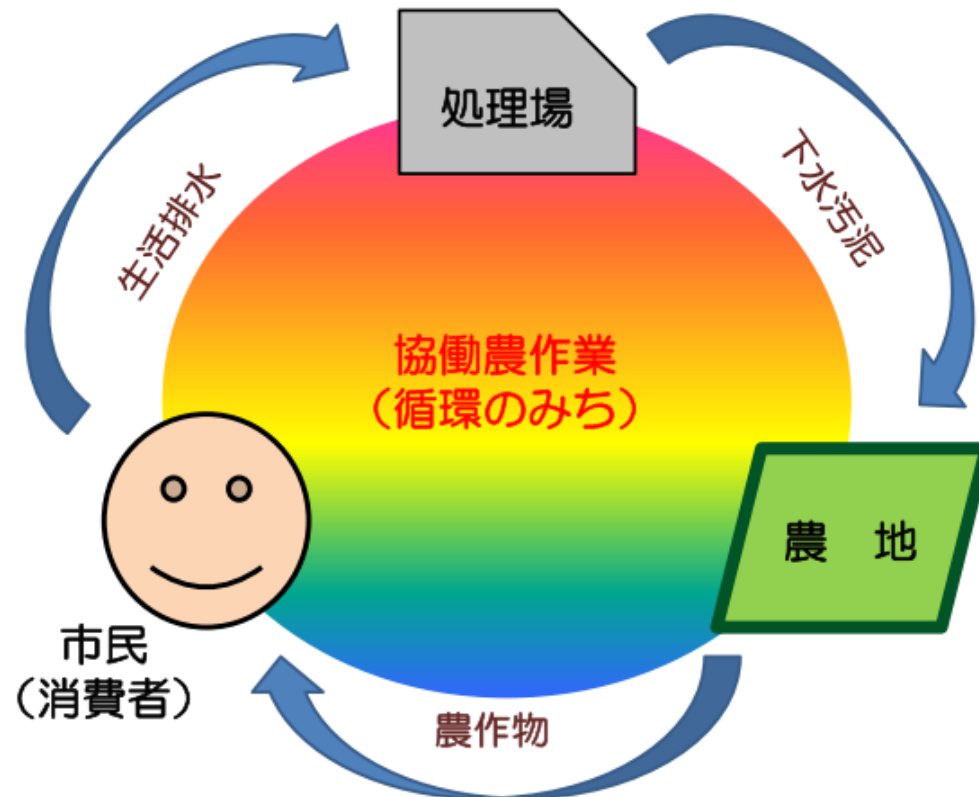 処理場
生活排水
下水汚泥
協働農作業
（循環のみち）
農　地
市民
（消費者）
農作物